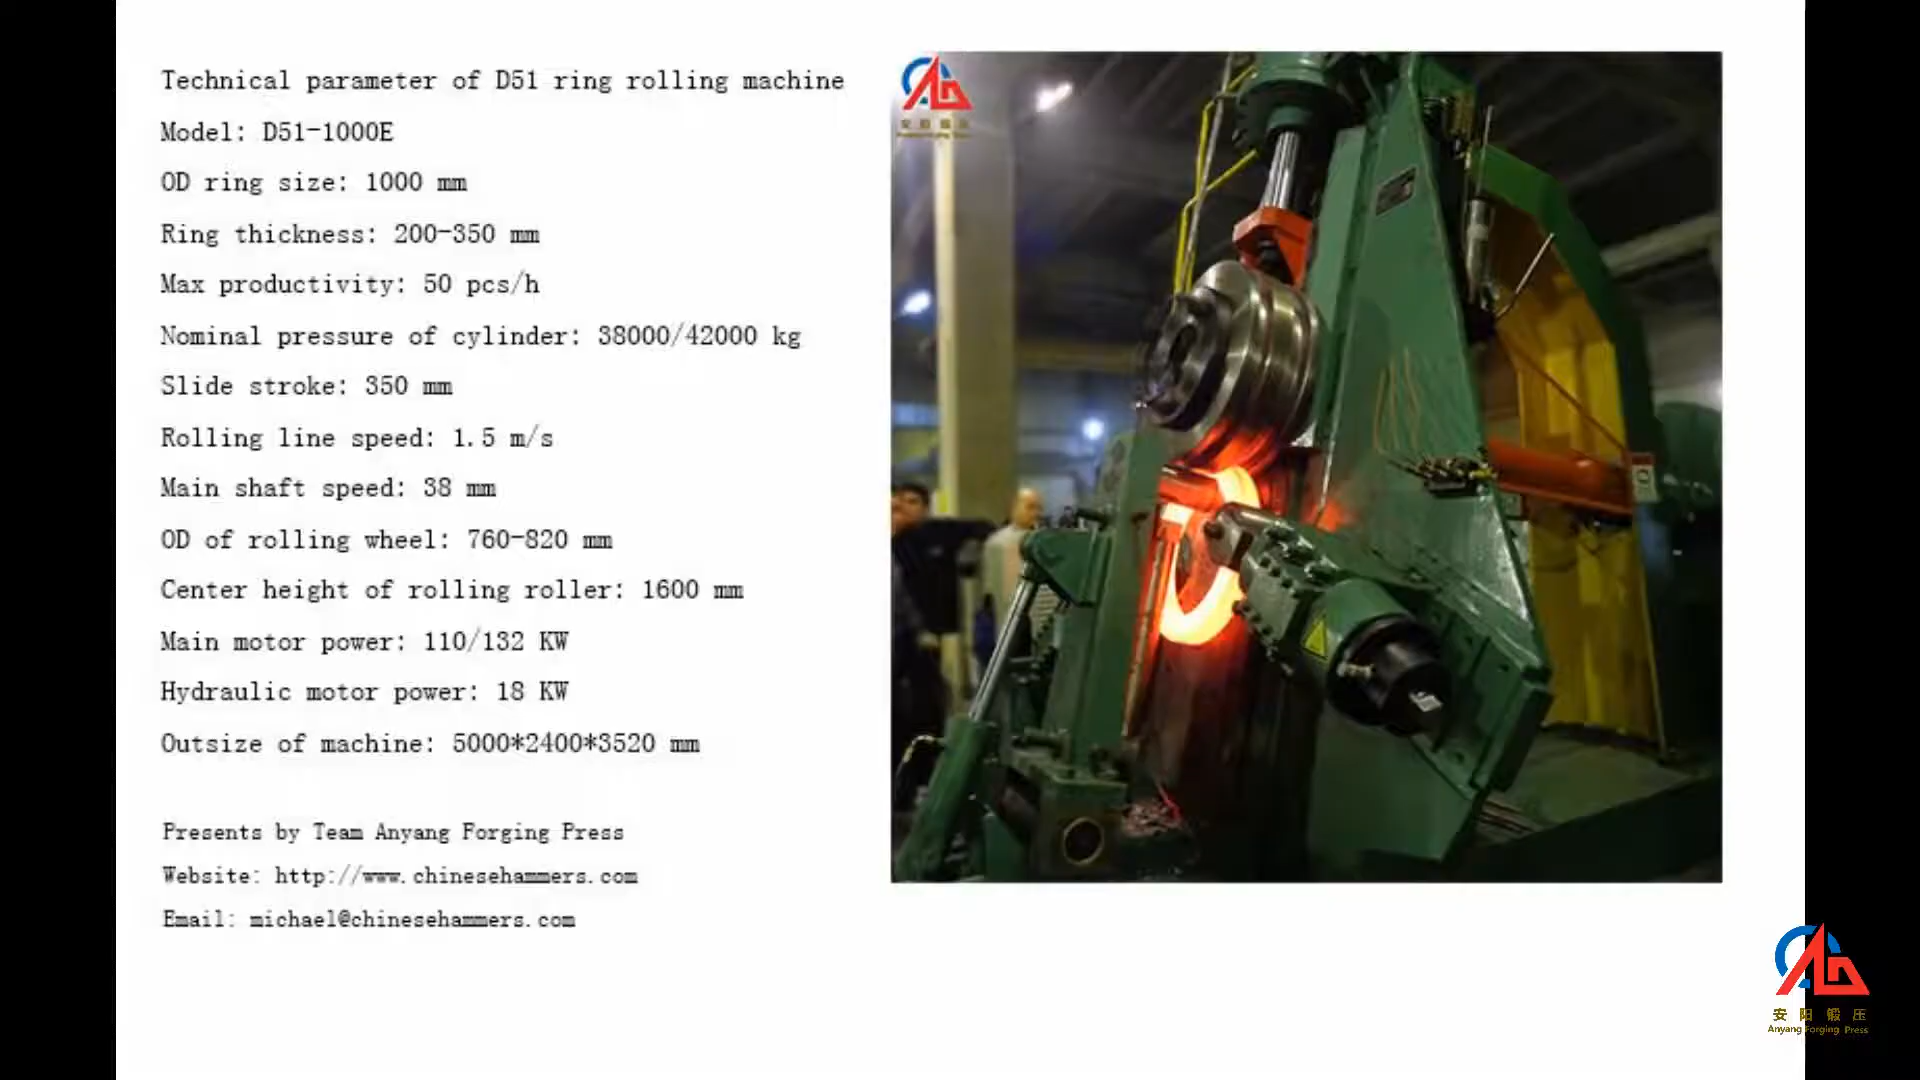 Technical parameter of D51 ring rolling machine
Model: D51-1000E
OD ring size: 1000 mm
Ring thickness: 200-350 mm
Max productivity: 50 pcs/h
Nominal pressure of cylinder: 38000/42000 kg
Slide stroke: 350 mm
Rolling line speed: 1.5 m/s
Main shaft speed: 38 mm
OD of rolling wheel: 760-820 mm
Center height of rolling roller: 1600 mm
Main motor power: 110/132 KW
Hydraulic motor power: 18 KW
Outsize of machine: 5000*2400*3520 mm
Presents by Team Anyang Forging Press
Website: http://www.chinesehammers.com
Email: michael@chinesehammers.com
安阳锻压
Anyang Forging Press